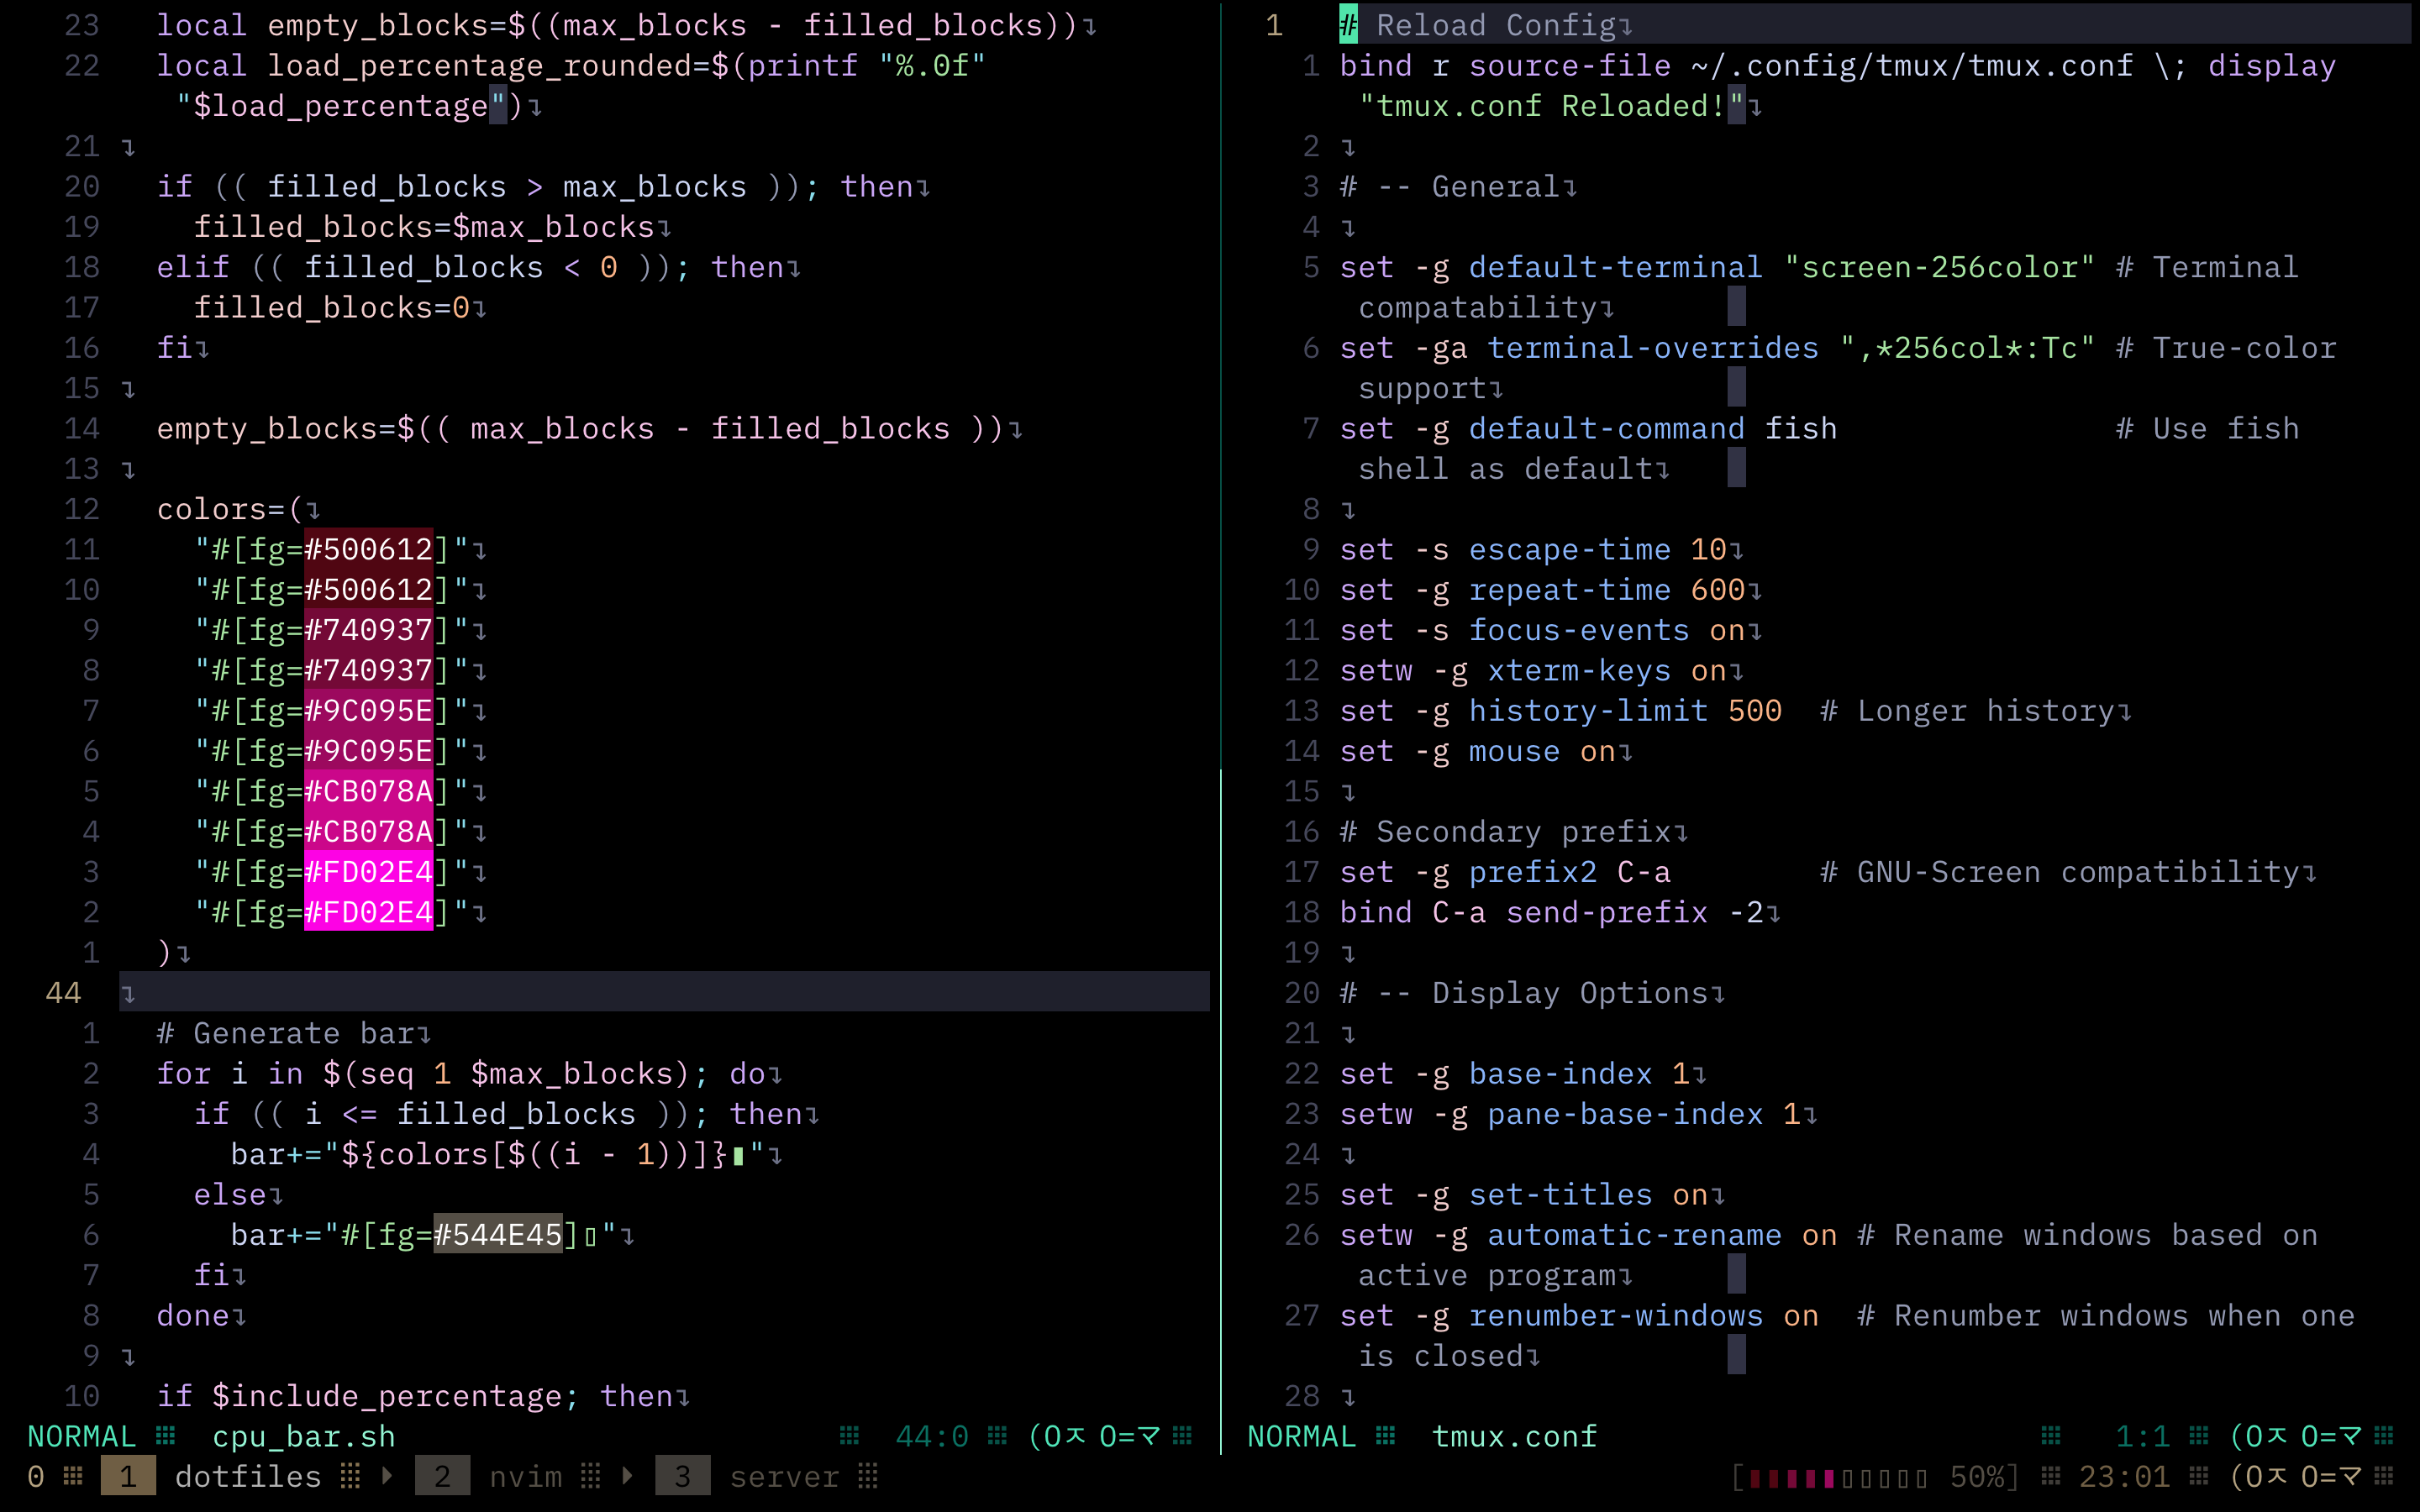 23 local empty_blocks=$((max_blocks - filled_blocks))↴
22 local load_percentage_rounded=$(printf "%.0f"
"$load_percentage")↴
21 ↴
20 if (( filled_blocks > max_blocks )); then↴
19 filled_blocks=$max_blocks↴
18 elif (( filled_blocks < 0 )); then↴
17 filled_blocks=0↴
16 fi↴
15 ↴
14 empty_blocks=$(( max_blocks - filled_blocks ))↴
13 ↴
12 colors=(↴
11 "#[fg=#500612]"↴
10 "#[fg=#500612]"↴
9 "#[fg=#740937]"↴
8 "#[fg=#740937]"↴
7 "#[fg=#9C095E]"↴
6 "#[fg=#9C095E]"↴
5 "#[fg=#CB078A]"↴
4 "#[fg=#CB078A]"↴
3 "#[fg=#FD02E4]"↴
2 "#[fg=#FD02E4]"↴
1 )↴
44 ↴
1 # Generate bar↴
2 for i in $(seq 1 $max_blocks); do↴
3 if (( i <= filled_blocks )); then↴
4 bar+="${colors[$((i - 1))]}▮"↴
5 else↴
6 bar+="#[fg=#544E45]▯"↴
7 fi↴
8 done↴
9 ↴
10 if $include_percentage; then↴
NORMAL ⠿ cpu_bar.sh ⠿ 44:0 ⠿ (Oㅈ O=マ ⠿
1 # Reload Config↴
1 bind r source-file ~/.config/tmux/tmux.conf \; display
"tmux.conf Reloaded!"↴
2 ↴
3 # -- General↴
4 ↴
5 set -g default-terminal "screen-256color" # Terminal
compatability↴
6 set -ga terminal-overrides ",*256col*:Tc" # True-color
support↴
7 set -g default-command fish # Use fish
shell as default↴
8 ↴
9 set -s escape-time 10↴
10 set -g repeat-time 600↴
11 set -s focus-events on↴
12 setw -g xterm-keys on↴
13 set -g history-limit 500 # Longer history↴
14 set -g mouse on↴
15 ↴
16 # Secondary prefix↴
17 set -g prefix2 C-a # GNU-Screen compatibility↴
18 bind C-a send-prefix -2↴
19 ↴
20 # -- Display Options↴
21 ↴
22 set -g base-index 1↴
23 setw -g pane-base-index 1↴
24 ↴
25 set -g set-titles on↴
26 setw -g automatic-rename on # Rename windows based on
active program↴
27 set -g renumber-windows on # Renumber windows when one
is closed↴
28 ↴
NORMAL ⠿ tmux.conf ⠿ 1:1 ⠿ (Oㅈ O=マ ⠿
0 ⠿ 1 dotfiles ⣿ ▸ 2 nvim ⣿ ▸ 3 server ⣿ [▮▮▮▮▮▯▯▯▯▯ 50%] ⠿ 23:01 ⠿ (Oㅈ O=マ ⠿